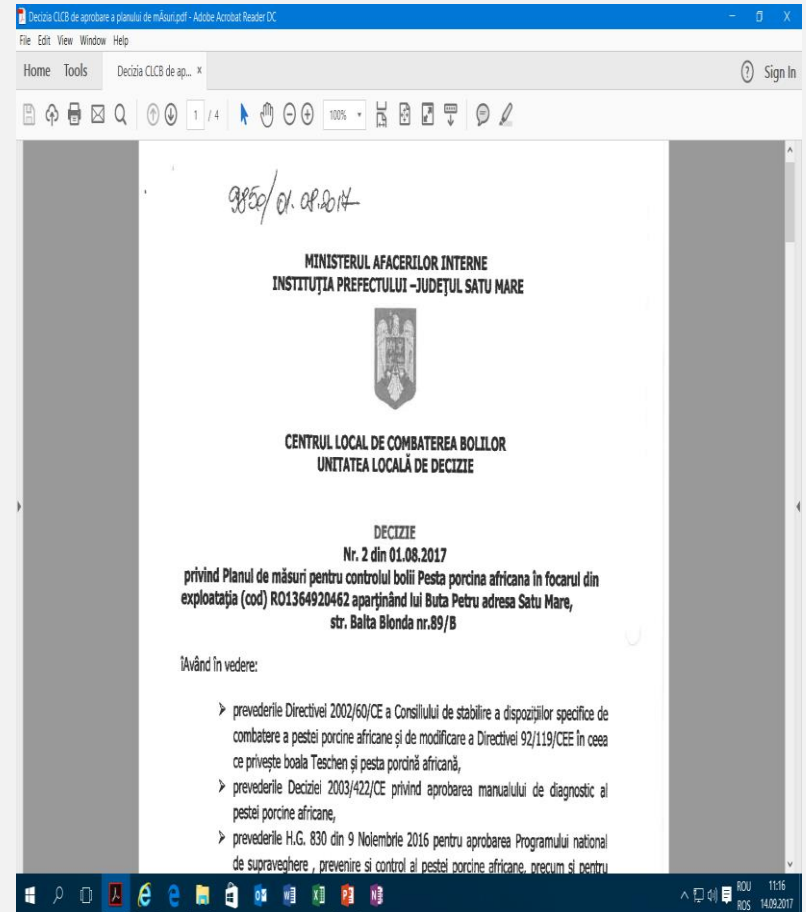 Decizia CLCB de aprobare a planului de mÄsuri.pdf - Adobe Acrobat Reader DC
File Edit View Window Help
Home Tools Decizia CLCB de ap... x
Sign In
1 / 4 100%
9850/01.08.2017
MINISTERUL AFACERILOR INTERNE
INSTITUŢIA PREFECTULUI –JUDEŢUL SATU MARE
CENTRUL LOCAL DE COMBATEREA BOLILOR
UNITATEA LOCALĂ DE DECIZIE
DECIZIE
Nr. 2 din 01.08.2017
privind Planul de măsuri pentru controlul bolii Pesta porcina africana în focarul din
exploataţia (cod) RO1364920462 aparţinând lui Buta Petru adresa Satu Mare,
str. Balta Blonda nr.89/B
îAvând în vedere:
➢ prevederile Directivei 2002/60/CE a Consiliului de stabilire a dispoziţiilor specifice de
combatere a pestei porcine africane şi de modificare a Directivei 92/119/CEE în ceea
ce priveşte boala Teschen şi pesta porcină africană,
➢ prevederile Deciziei 2003/422/CE privind aprobarea manualului de diagnostic al
pestei porcine africane,
➢ prevederile H.G. 830 din 9 Noiembrie 2016 pentru aprobarea Programului national
de supraveghere , prevenire si control al pestei porcine africane, precum si pentru
ROU 11:16
ROS 14.09.2017